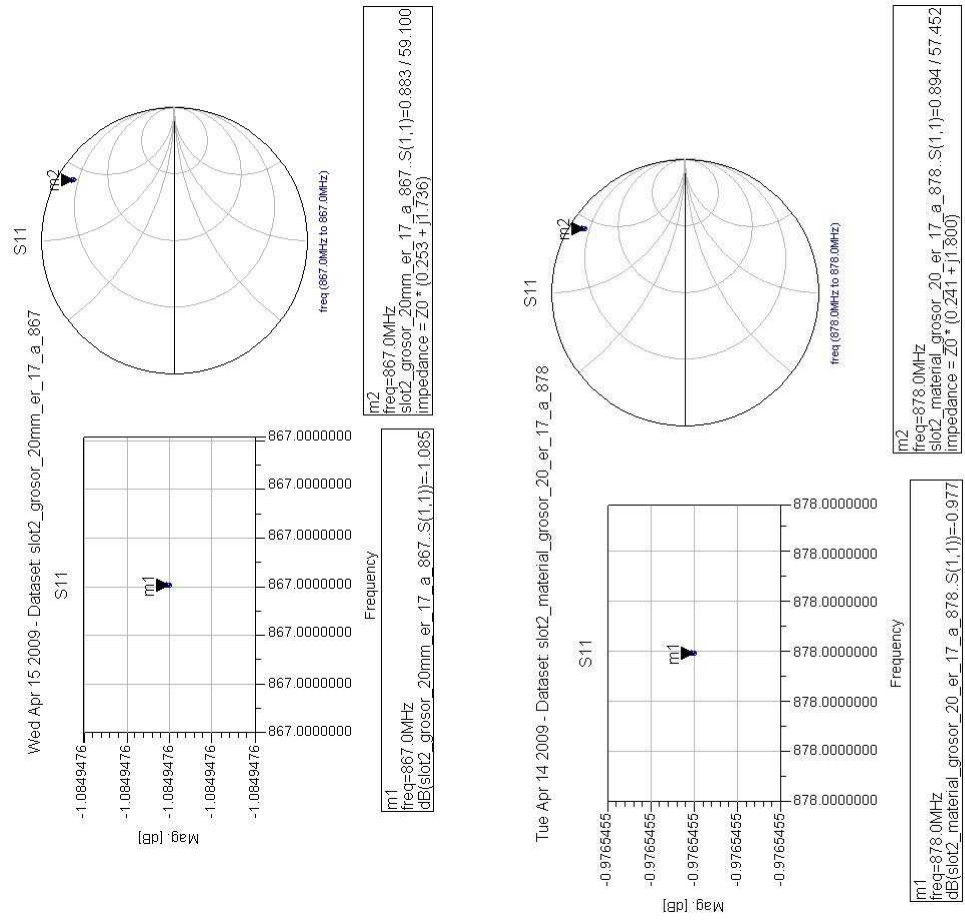 Wed Apr 15 2009 - Dataset: slot2_grosor_20mm_er_17_a_867
S11
Mag. [dB]
-1.0849476
-1.0849476
-1.0849476
-1.0849476
-1.0849476
m1
867.0000000
867.0000000
867.0000000
867.0000000
867.0000000
867.0000000
867.0000000
Frequency
m1
freq=867.0MHz
dB(slot2_grosor_20mm_er_17_a_867..S(1,1))=-1.085
S11
m2
freq (867.0MHz to 867.0MHz)
m2
freq=867.0MHz
slot2_grosor_20mm_er_17_a_867..S(1,1)=0.883 / 59.100
impedance = Z0 * (0.253 + j1.736)
Tue Apr 14 2009 - Dataset: slot2_material_grosor_20_er_17_a_878
S11
Mag. [dB]
-0.9765455
-0.9765455
-0.9765455
-0.9765455
-0.9765455
m1
878.0000000
878.0000000
878.0000000
878.0000000
878.0000000
878.0000000
878.0000000
Frequency
m1
freq=878.0MHz
dB(slot2_material_grosor_20_er_17_a_878..S(1,1))=-0.977
S11
m2
freq (878.0MHz to 878.0MHz)
m2
freq=878.0MHz
slot2_material_grosor_20_er_17_a_878..S(1,1)=0.894 / 57.452
impedance = Z0 * (0.241 + j1.800)